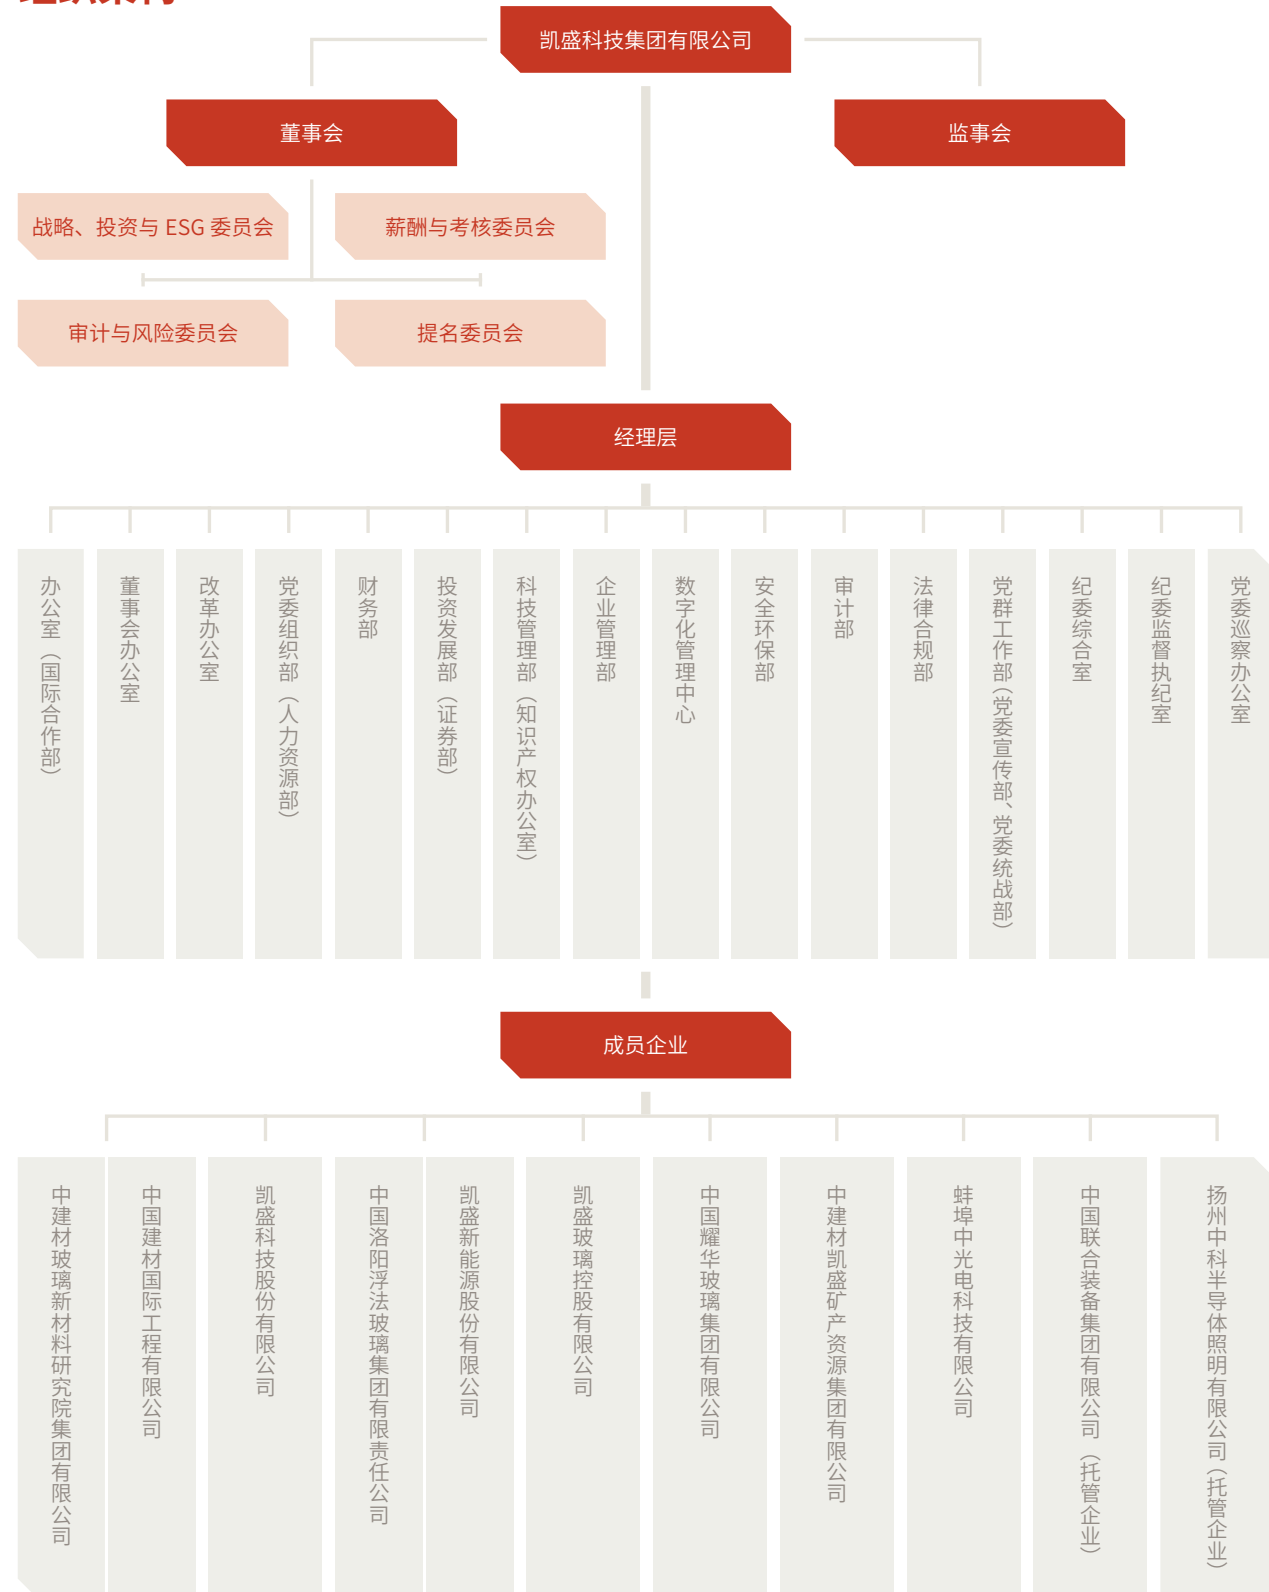 组织架构
凯盛科技集团有限公司
董事会
监事会
战略、投资与 ESG 委员会
薪酬与考核委员会
审计与风险委员会
提名委员会
经理层
办公室（国际合作部）
董事会办公室
改革办公室
党委组织部（人力资源部）
财务部
投资发展部（证券部）
科技管理部（知识产权办公室）
企业管理部
数字化管理中心
安全环保部
审计部
法律合规部
党群工作部（党委宣传部、党委统战部）
纪委综合室
纪委监督执纪室
党委巡察办公室
成员企业
中建材玻璃新材料研究院集团有限公司
中国建材国际工程有限公司
凯盛科技股份有限公司
中国洛阳浮法玻璃集团有限责任公司
凯盛新能源股份有限公司
凯盛玻璃控股有限公司
中国耀华玻璃集团有限公司
中建材凯盛矿产资源集团有限公司
蚌埠中光电科技有限公司
中国联合装备集团有限公司（托管企业）
扬州中科半导体照明有限公司（托管企业）